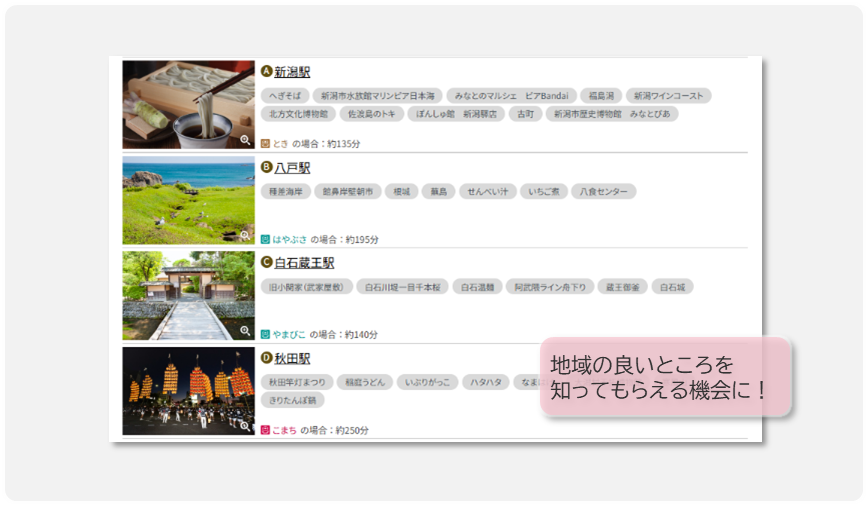 A 新潟駅
へぎそば 新潟市水族館マリンピア日本海 みなとのマルシェ ピアBandai 福島潟 新潟ワインコースト
北方文化博物館 佐渡島のトキ ぽんしゅ館 新潟驛店 古町 新潟市歴史博物館 みなとぴあ
とき の場合：約135分
B 八戸駅
種差海岸 舘鼻岸壁朝市 根城 蕪島 せんべい汁 いちご煮 八食センター
はやぶさ の場合：約195分
C 白石蔵王駅
旧小関家（武家屋敷） 白石川堤一目千本桜 白石温麺 阿武隈ライン舟下り 蔵王御釜 白石城
やまびこ の場合：約140分
D 秋田駅
秋田竿灯まつり 稲庭うどん いぶりがっこ ハタハタ なまは
きりたんぽ鍋
こまち の場合：約250分
地域の良いところを
知ってもらえる機会に！